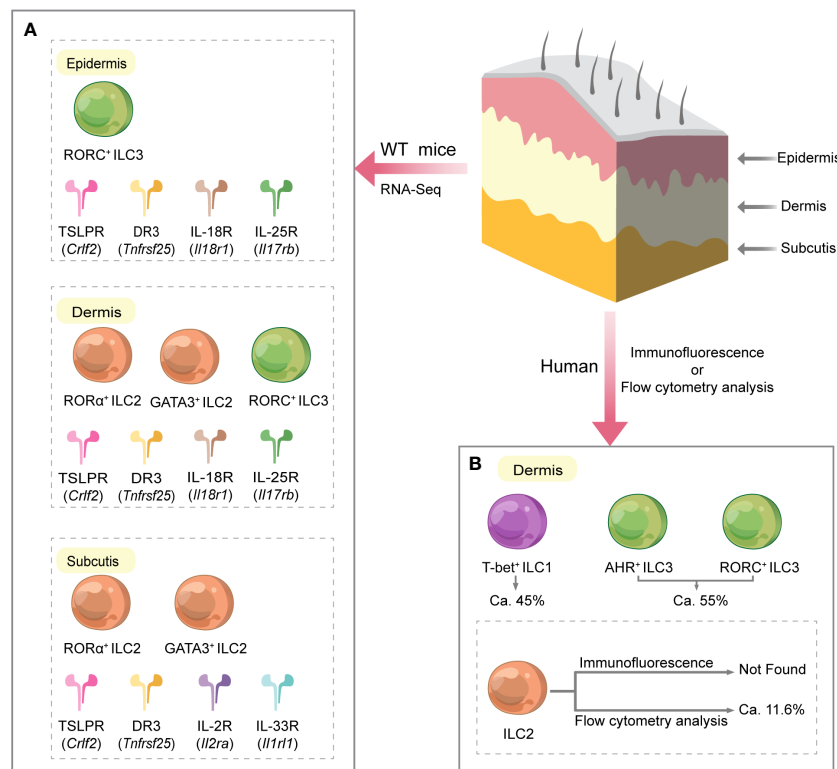 A
Epidermis
RORC⁺ ILC3
TSLPR DR3 IL-18R IL-25R
(Crlf2) (Tnfrsf25) (Il18r1) (Il17rb)
Dermis
RORα⁺ ILC2 GATA3⁺ ILC2 RORC⁺ ILC3
TSLPR DR3 IL-18R IL-25R
(Crlf2) (Tnfrsf25) (Il18r1) (Il17rb)
Subcutis
RORα⁺ ILC2 GATA3⁺ ILC2
TSLPR DR3 IL-2R IL-33R
(Crlf2) (Tnfrsf25) (Il2ra) (Il1rl1)
WT mice
RNA-Seq
Epidermis
Dermis
Subcutis
Human
Immunofluorescence
or
Flow cytometry analysis
B
Dermis
T-bet⁺ ILC1 AHR⁺ ILC3 RORC⁺ ILC3
Ca. 45% Ca. 55%
Immunofluorescence
Not Found
Flow cytometry analysis
Ca. 11.6%
ILC2